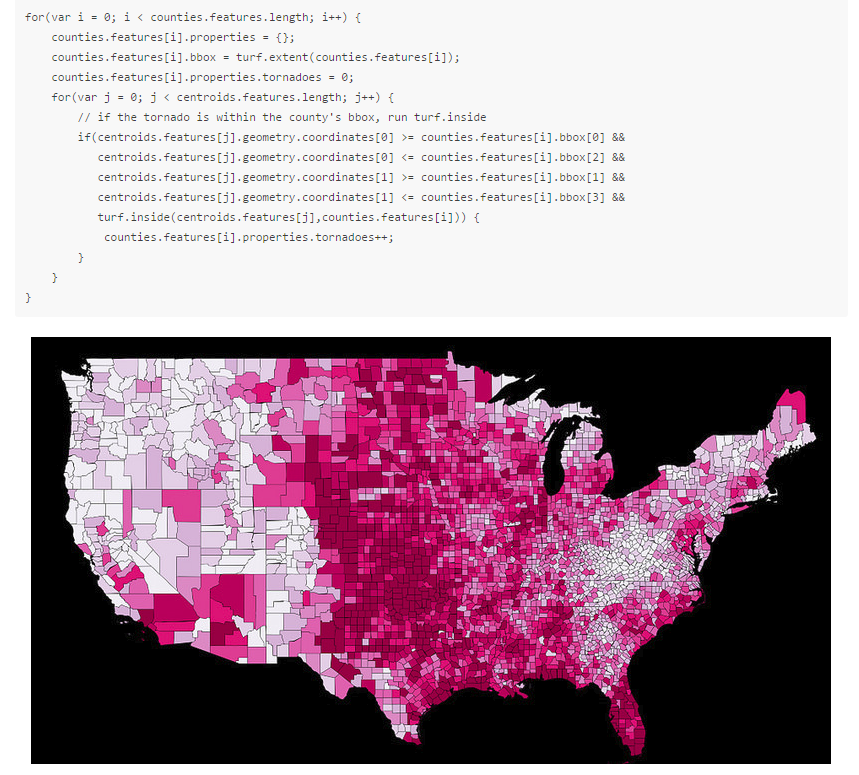 for(var i = 0; i < counties.features.length; i++) {
counties.features[i].properties = {};
counties.features[i].bbox = turf.extent(counties.features[i]);
counties.features[i].properties.tornadoes = 0;
for(var j = 0; j < centroids.features.length; j++) {
// if the tornado is within the county's bbox, run turf.inside
if(centroids.features[j].geometry.coordinates[0] >= counties.features[i].bbox[0] &&
centroids.features[j].geometry.coordinates[0] <= counties.features[i].bbox[2] &&
centroids.features[j].geometry.coordinates[1] >= counties.features[i].bbox[1] &&
centroids.features[j].geometry.coordinates[1] <= counties.features[i].bbox[3] &&
turf.inside(centroids.features[j],counties.features[i])) {
counties.features[i].properties.tornadoes++;
}
}
}